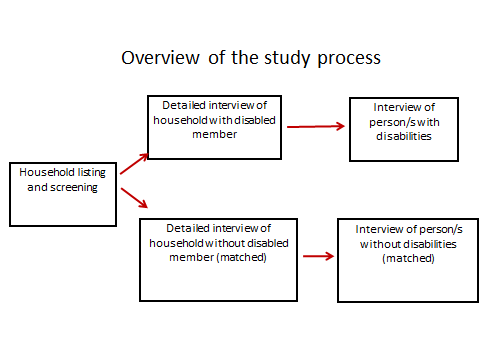 Overview of the study process
Detailed interview of
household with disabled
member
Interview of
person/s with
disabilities
Household listing
and screening
Detailed interview of
household without disabled
member (matched)
Interview of person/s
without disabilities
(matched)